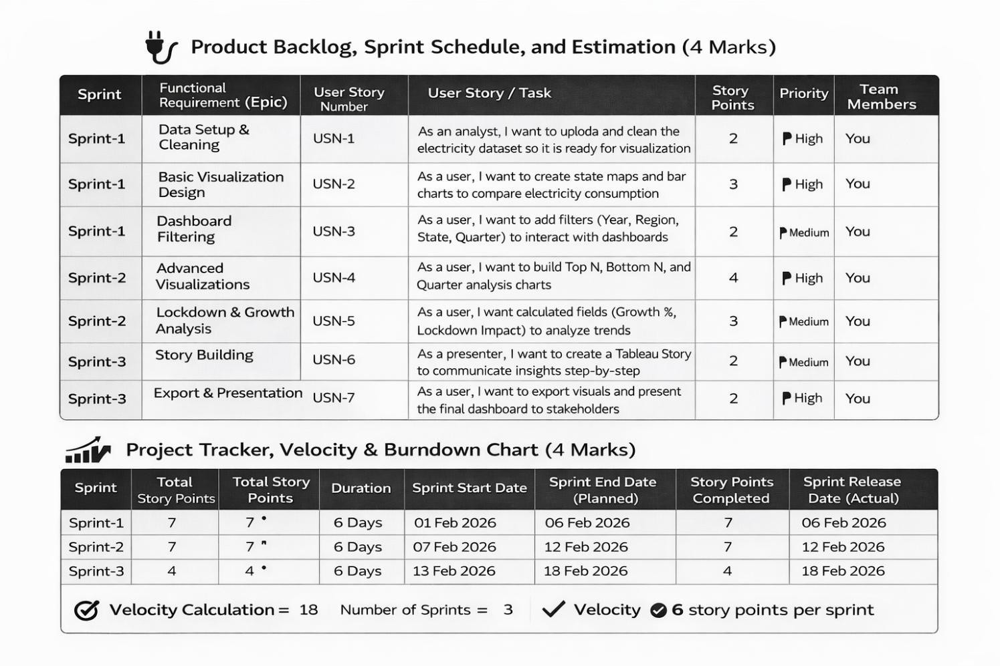 Product Backlog, Sprint Schedule, and Estimation (4 Marks)
Sprint
Functional
Requirement (Epic)
User Story
Number
User Story / Task
Story
Points
Priority
Team
Members
Sprint-1
Data Setup &
Cleaning
USN-1
As an analyst, I want to uploda and clean the
electricity dataset so it is ready for visualization
2
High
You
Sprint-1
Basic Visualization
Design
USN-2
As a user, I want to create state maps and bar
charts to compare electricity consumption
3
High
You
Sprint-1
Dashboard
Filtering
USN-3
As a user, I want to add filters (Year, Region,
State, Quarter) to interact with dashboards
2
Medium
You
Sprint-2
Advanced
Visualizations
USN-4
As a user, I want to build Top N, Bottom N, and
Quarter analysis charts
4
High
You
Sprint-2
Lockdown & Growth
Analysis
USN-5
As a user, I want calculated fields (Growth %,
Lockdown Impact) to analyze trends
3
Medium
You
Sprint-3
Story Building
USN-6
As a presenter, I want to create a Tableau Story
to communicate insights step-by-step
2
Medium
You
Sprint-3
Export & Presentation
USN-7
As a user, I want to export visuals and present
the final dashboard to stakeholders
2
High
You
Project Tracker, Velocity & Burndown Chart (4 Marks)
Sprint
Total
Story Points
Total Story
Points
Duration
Sprint Start Date
Sprint End Date
(Planned)
Story Points
Completed
Sprint Release
Date (Actual)
Sprint-1
7
7
6 Days
01 Feb 2026
06 Feb 2026
7
06 Feb 2026
Sprint-2
7
7
6 Days
07 Feb 2026
12 Feb 2026
7
12 Feb 2026
Sprint-3
4
4
6 Days
13 Feb 2026
18 Feb 2026
4
18 Feb 2026
Velocity Calculation = 18 Number of Sprints = 3 Velocity 6 story points per sprint